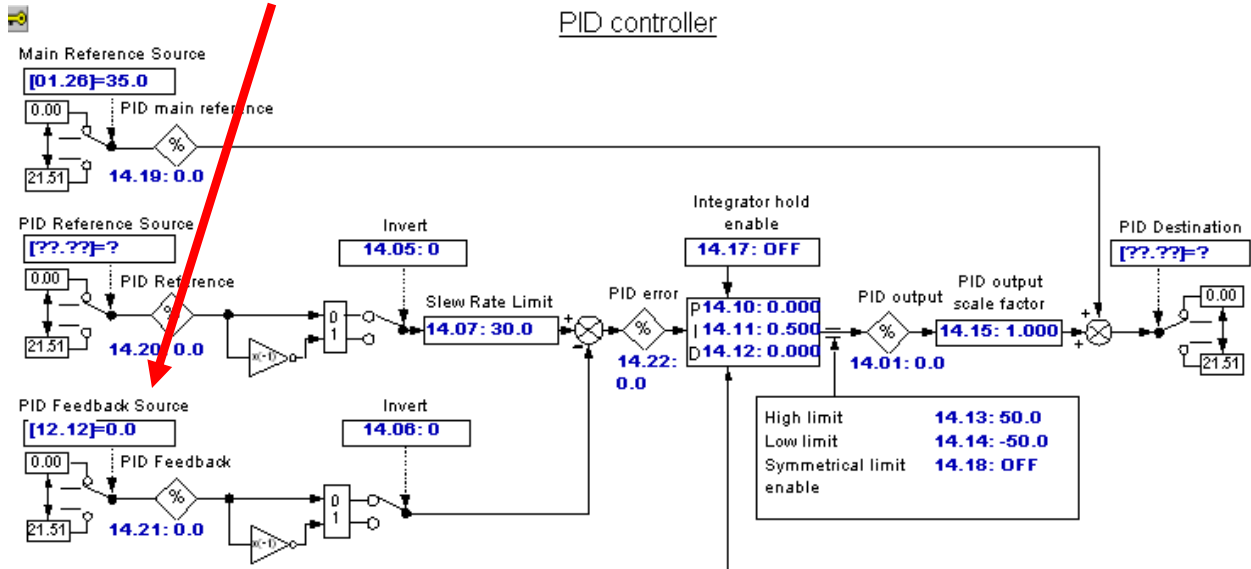 PID controller
Main Reference Source
[01.26]=35.0
0.00
PID main reference
%
21.51
14.19: 0.0
PID Reference Source
[??.??]=?
0.00
PID Reference
%
21.51
14.20: 0.0
Invert
14.05: 0
0
1
Slew Rate Limit
14.07: 30.0
+
-
PID error
%
14.22:
0.0
Integrator hold
enable
14.17: OFF
P 14.10: 0.000
I 14.11: 0.500
D 14.12: 0.000
PID output
%
14.01: 0.0
PID output
scale factor
14.15: 1.000
+
+
PID Destination
[??.??]=?
0.00
21.51
PID Feedback Source
[12.12]=0.0
0.00
PID Feedback
%
21.51
14.21: 0.0
x(-1)
Invert
14.06: 0
0
1
x(-1)
High limit 14.13: 50.0
Low limit 14.14: -50.0
Symmetrical limit 14.18: OFF
enable